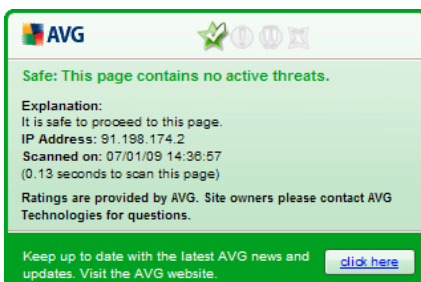 AVG
Safe: This page contains no active threats.
Explanation:
It is safe to proceed to this page.
IP Address: 91.198.174.2
Scanned on: 07/01/09 14:36:57
(0.13 seconds to scan this page)
Ratings are provided by AVG. Site owners please contact AVG
Technologies for questions.
Keep up to date with the latest AVG news and
updates. Visit the AVG website.
click here